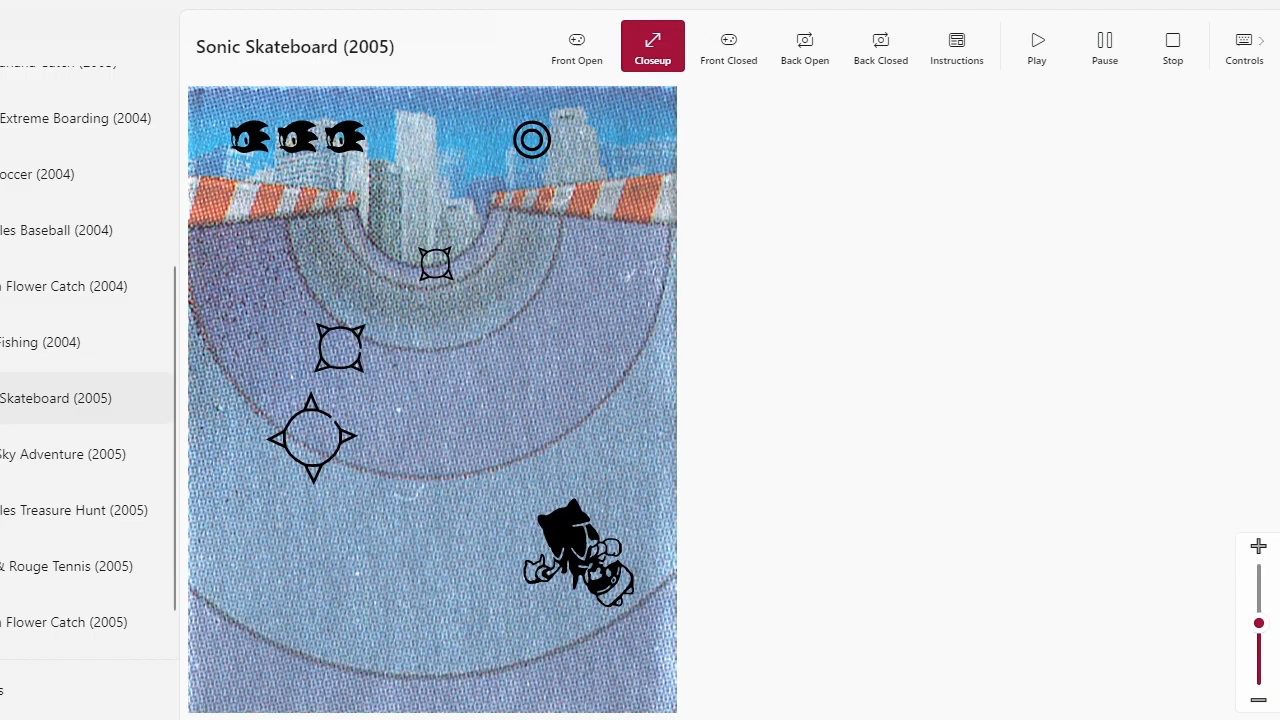 Sonic Skateboard (2005)
Front Open
Closeup
Front Closed
Back Open
Back Closed
Instructions
Play
Pause
Stop
Controls
Extreme Boarding (2004)
occer (2004)
les Baseball (2004)
Flower Catch (2004)
Fishing (2004)
Skateboard (2005)
Sky Adventure (2005)
les Treasure Hunt (2005)
& Rouge Tennis (2005)
Flower Catch (2005)
s